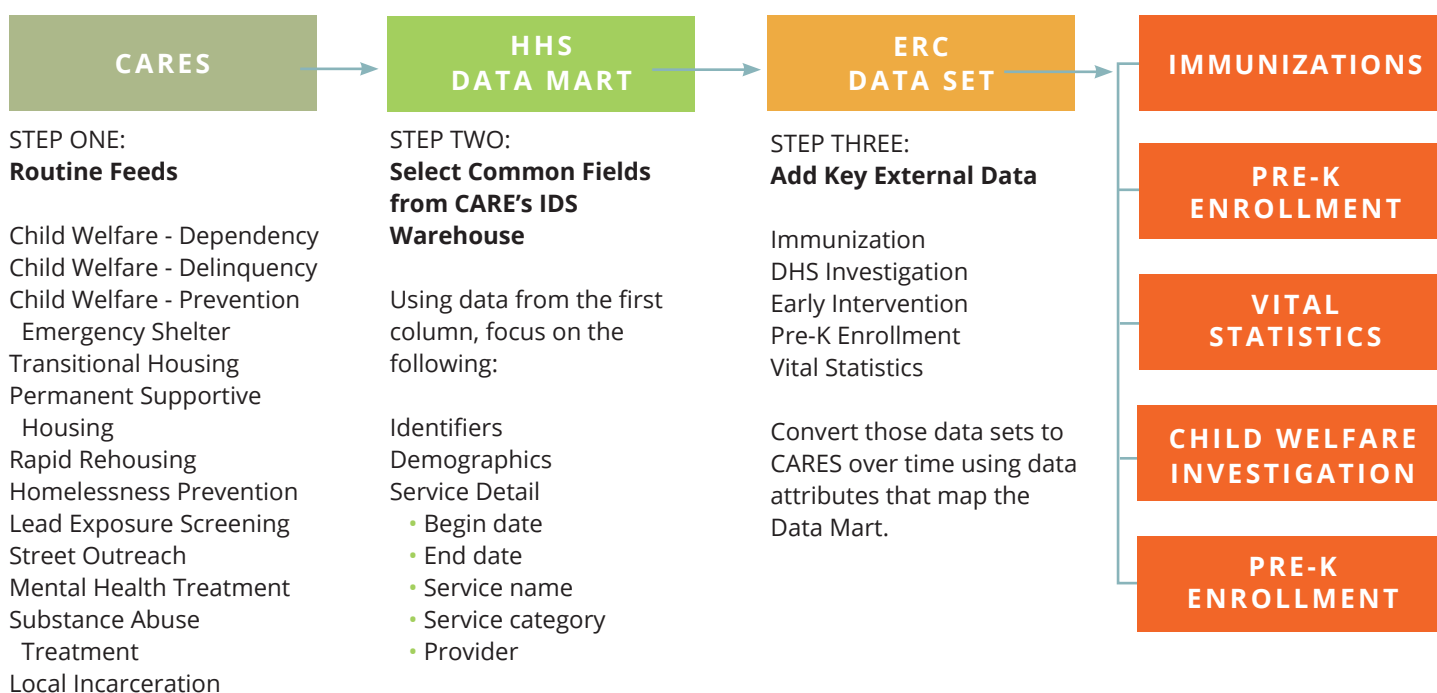 CARES
STEP ONE:
Routine Feeds
Child Welfare - Dependency
Child Welfare - Delinquency
Child Welfare - Prevention
Emergency Shelter
Transitional Housing
Permanent Supportive
Housing
Rapid Rehousing
Homelessness Prevention
Lead Exposure Screening
Street Outreach
Mental Health Treatment
Substance Abuse
Treatment
Local Incarceration
HHS
DATA MART
STEP TWO:
Select Common Fields
from CARE’s IDS
Warehouse
Using data from the first
column, focus on the
following:
Identifiers
Demographics
Service Detail
• Begin date
• End date
• Service name
• Service category
• Provider
ERC
DATA SET
STEP THREE:
Add Key External Data
Immunization
DHS Investigation
Early Intervention
Pre-K Enrollment
Vital Statistics
Convert those data sets to
CARES over time using data
attributes that map the
Data Mart.
IMMUNIZATIONS
PRE-K
ENROLLMENT
VITAL
STATISTICS
CHILD WELFARE
INVESTIGATION
PRE-K
ENROLLMENT